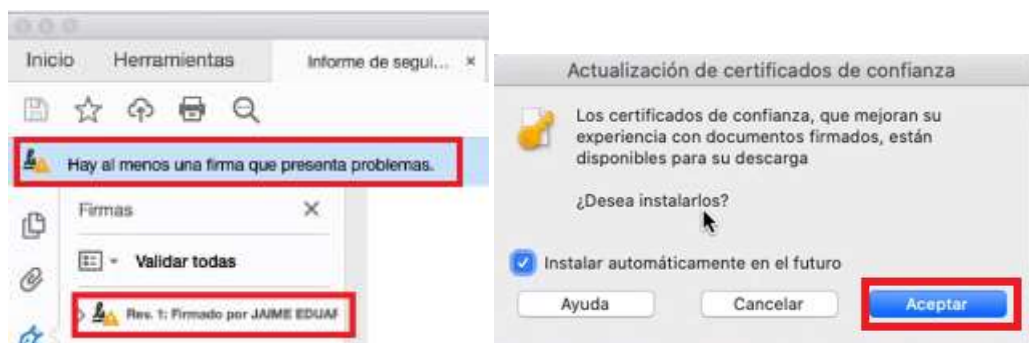 Inicio Herramientas Informe de segui... ×
Hay al menos una firma que presenta problemas.
Firmas
Validar todas
Rev. 1: Firmado por JAIME EDUAR
Actualización de certificados de confianza
Los certificados de confianza, que mejoran su
experiencia con documentos firmados, están
disponibles para su descarga
¿Desea instalarlos?
Instalar automáticamente en el futuro
Ayuda Cancelar Aceptar